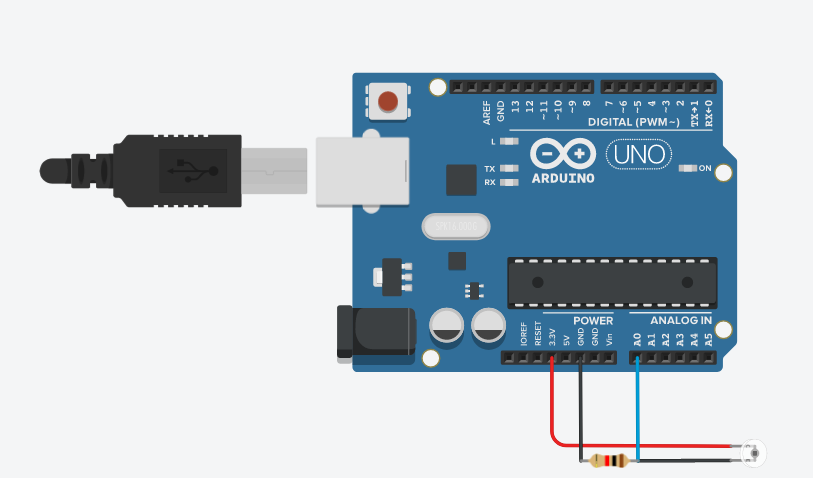 AREF
GND
13
12
~11
~10
~9
8
7
~6
~5
4
~3
2
TX→1
RX←0
DIGITAL (PWM~)
L
TX
RX
ARDUINO
UNO
ON
POWER
ANALOG IN
IOREF
RESET
3.3V
5V
GND
GND
Vin
A0
A1
A2
A3
A4
A5